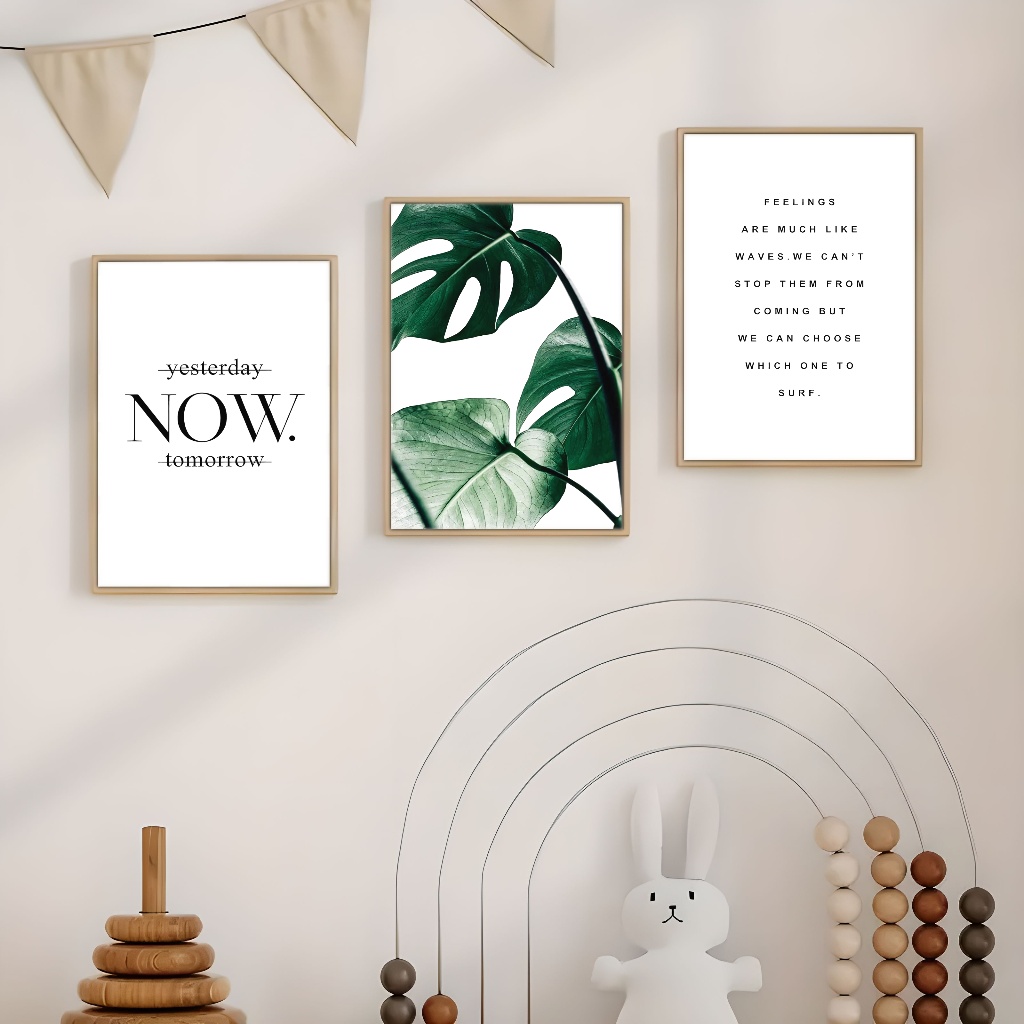 yesterday
NOW.
tomorrow
FEELINGS
ARE MUCH LIKE
WAVES.WE CAN'T
STOP THEM FROM
COMING BUT
WE CAN CHOOSE
WHICH ONE TO
SURF.